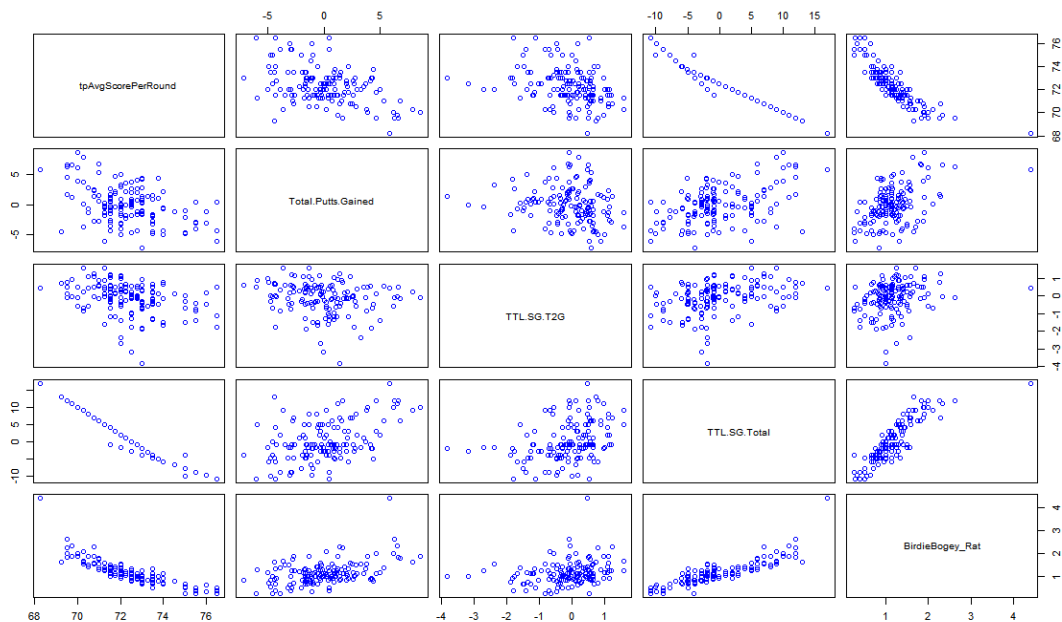 -5 0 5
-10 -5 0 5 10 15
tpAvgScorePerRound
68 70 72 74 76
-5 0 5
Total.Putts.Gained
TTL.SG.T2G
-4 -3 -2 -1 0 1
-10 0 5 10
TTL.SG.Total
BirdieBogey_Rat
1 2 3 4
68 70 72 74 76
-4 -3 -2 -1 0 1
1 2 3 4